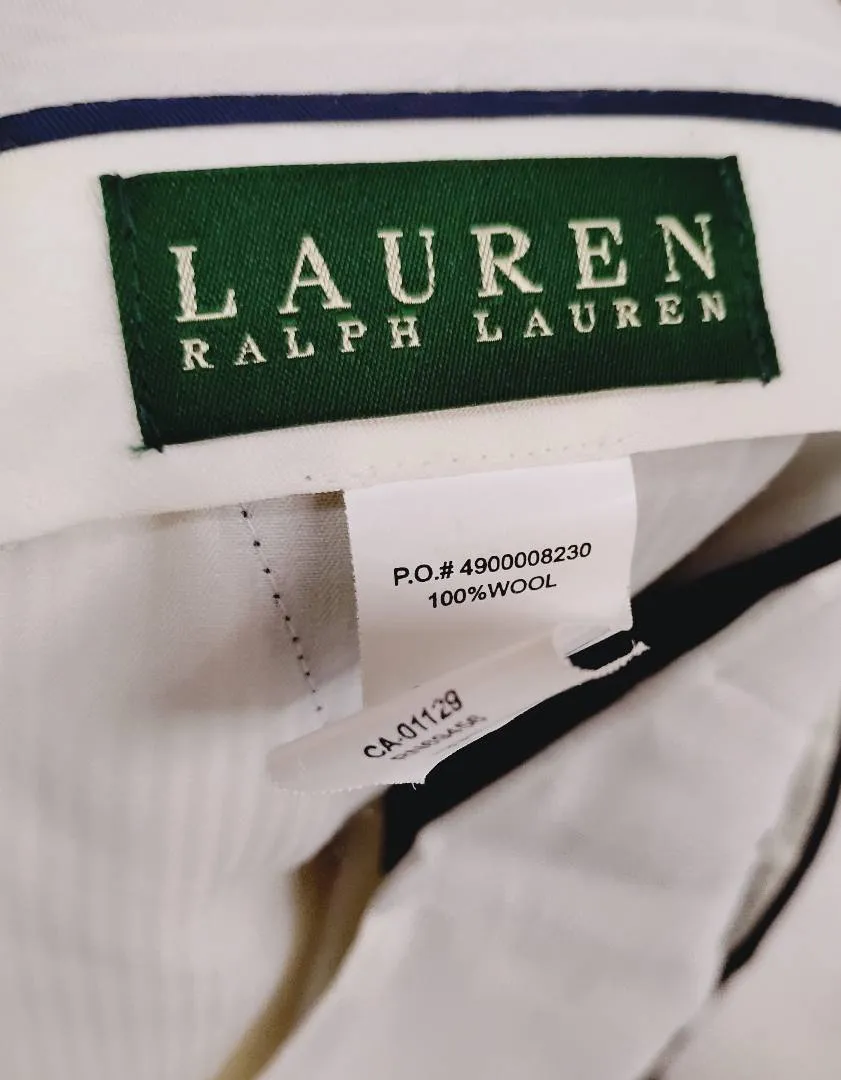 LAUREN
RALPH LAUREN
P.O.# 4900008230
100%WOOL
CA-01129